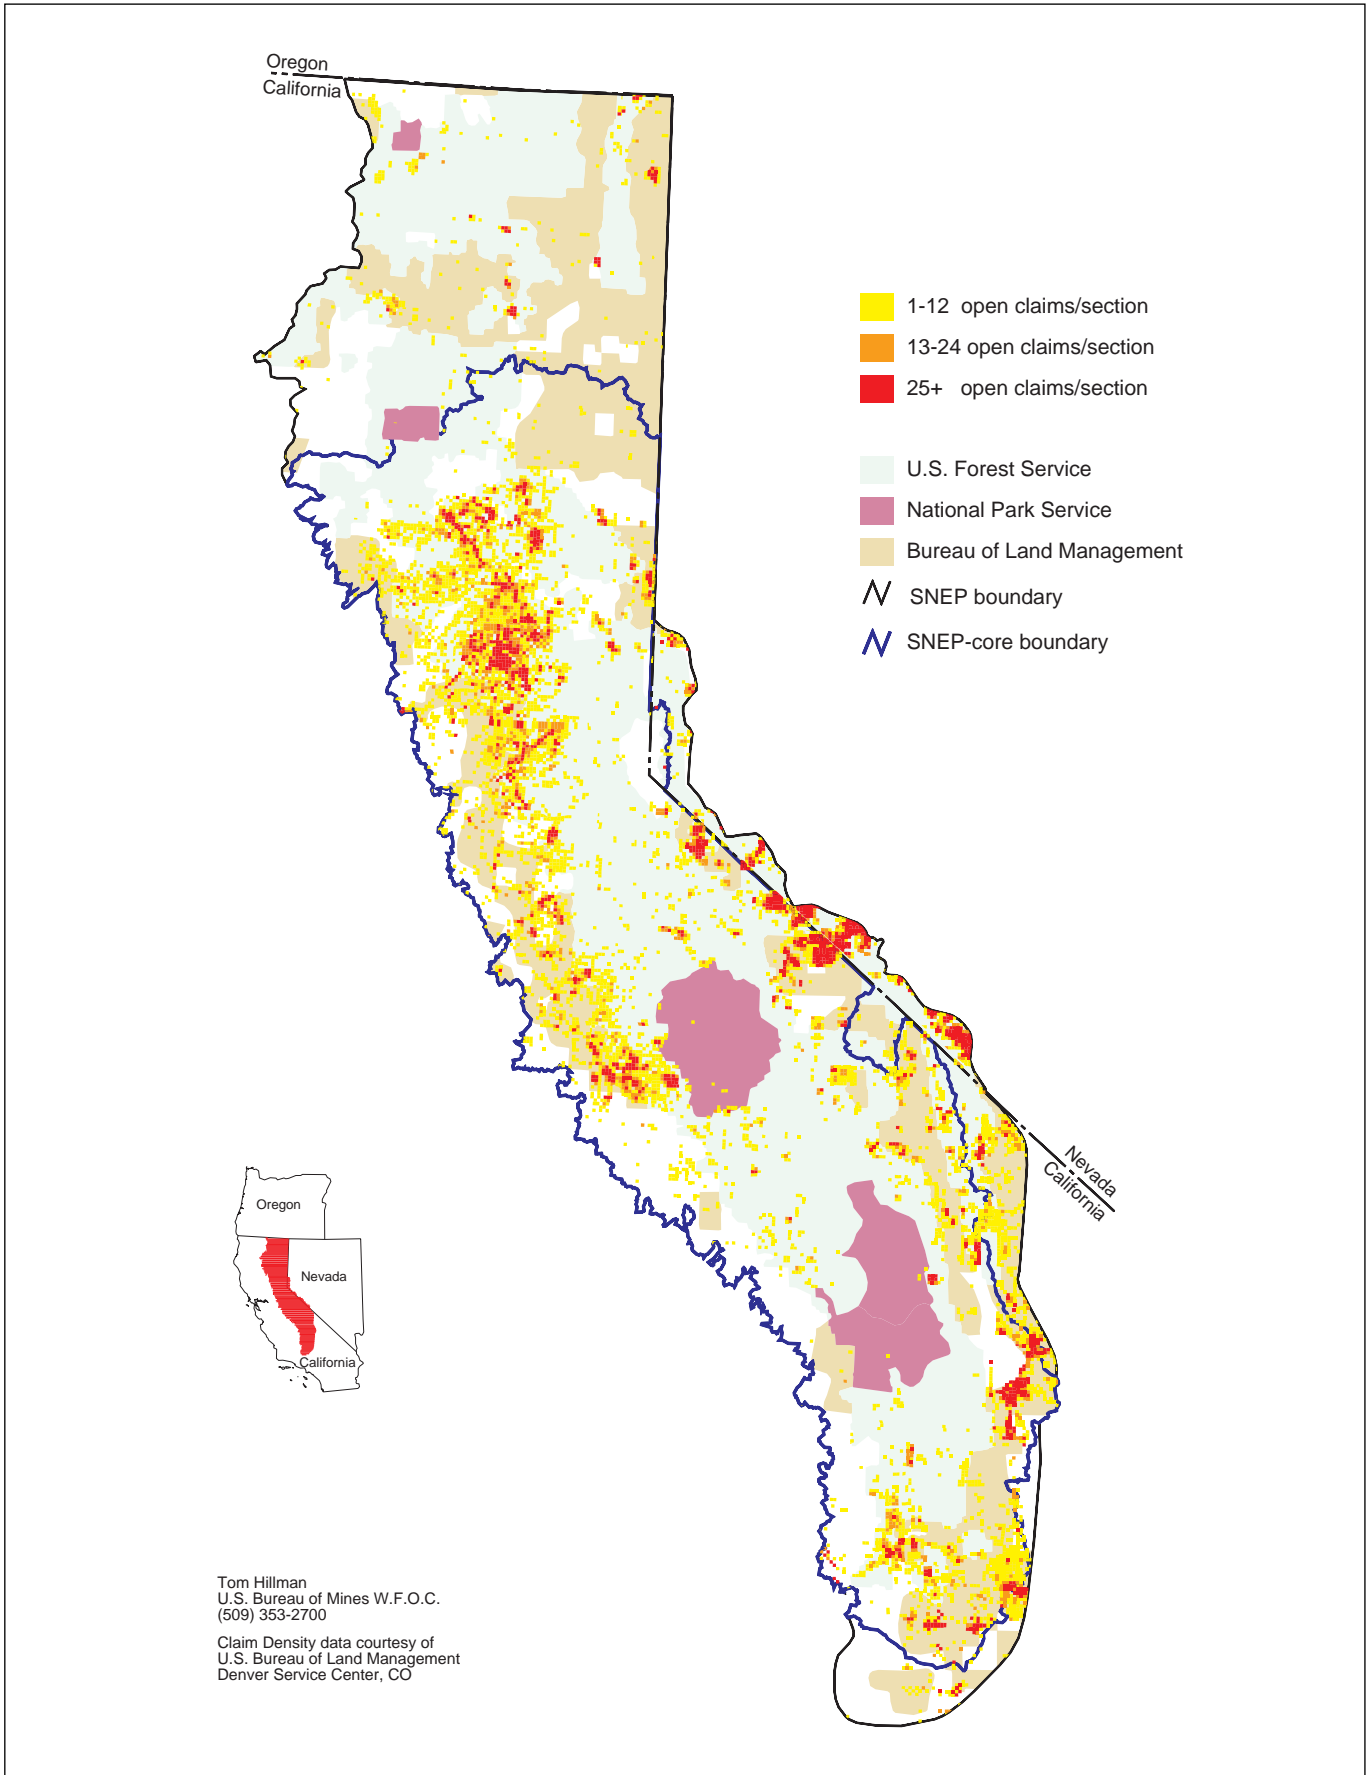 Oregon
California
1-12 open claims/section
13-24 open claims/section
25+ open claims/section
U.S. Forest Service
National Park Service
Bureau of Land Management
SNEP boundary
SNEP-core boundary
Nevada
California
Oregon
Nevada
California
Tom Hillman
U.S. Bureau of Mines W.F.O.C.
(509) 353-2700
Claim Density data courtesy of
U.S. Bureau of Land Management
Denver Service Center, CO